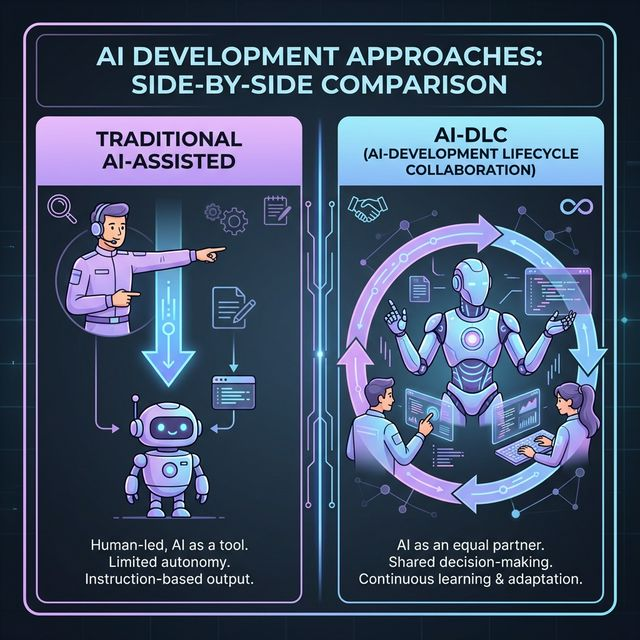 AI DEVELOPMENT APPROACHES:
SIDE-BY-SIDE COMPARISON
TRADITIONAL
AI-ASSISTED
Human-led, AI as a tool.
Limited autonomy.
Instruction-based output.
AI-DLC
(AI-DEVELOPMENT LIFECYCLE
COLLABORATION)
AI as an equal partner.
Shared decision-making.
Continuous learning & adaptation.